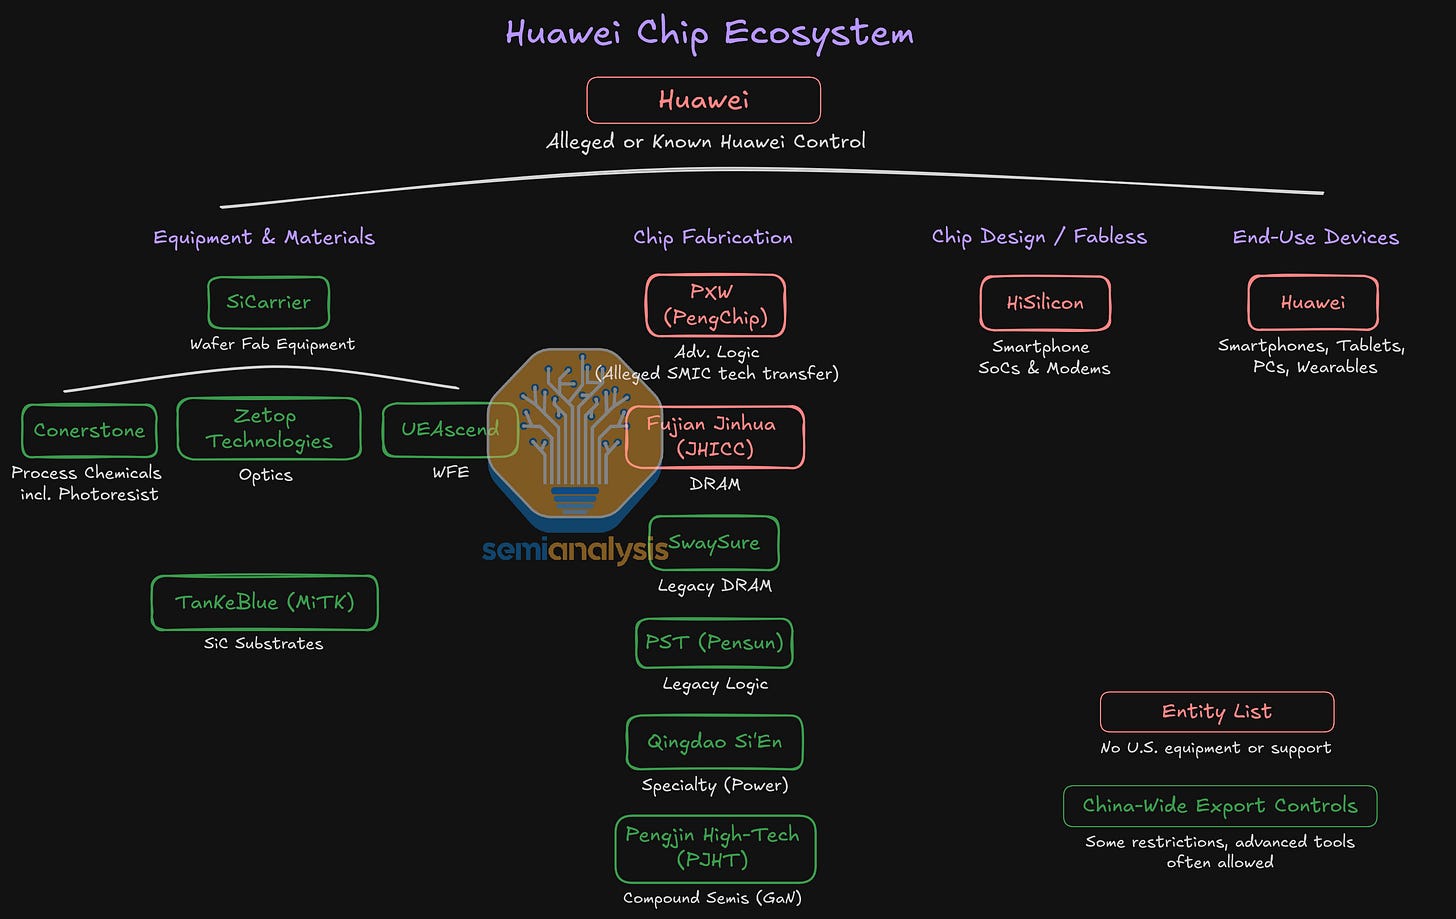 Huawei Chip Ecosystem
Huawei
Alleged or Known Huawei Control
Equipment & Materials
SiCarrier
Wafer Fab Equipment
Conerstone
Process Chemicals
incl. Photoresist
Zetop
Technologies
Optics
UEAscend
WFE
TanKeBlue (MiTK)
SiC Substrates
Chip Fabrication
PXW
(PengChip)
Adv. Logic
(Alleged SMIC tech transfer)
Fujian Jinhua
(JHICC)
DRAM
SwaySure
Legacy DRAM
PST (Pensun)
Legacy Logic
Qingdao Si'En
Specialty (Power)
Pengjin High-Tech
(PJHT)
Compound Semis (GaN)
Chip Design / Fabless
HiSilicon
Smartphone
SoCs & Modems
End-Use Devices
Huawei
Smartphones, Tablets,
PCs, Wearables
Entity List
No U.S. equipment or support
China-Wide Export Controls
Some restrictions, advanced tools
often allowed
semianalysis